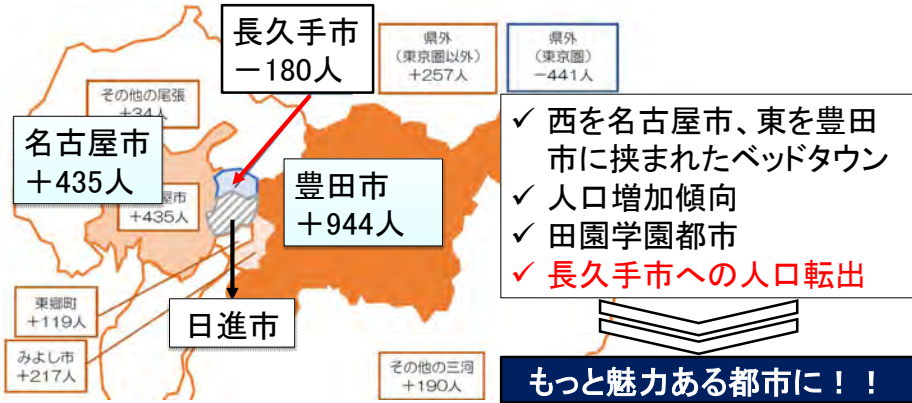 長久手市
－180人
県外
(東京圏以外)
+257人
県外
(東京圏)
-441人
その他の尾張
+34人
名古屋市
＋435人
屋市
+435人
豊田市
＋944人
✓ 西を名古屋市、東を豊田
市に挟まれたベッドタウン
✓ 人口増加傾向
✓ 田園学園都市
✓ 長久手市への人口転出
東郷町
+119人
日進市
みよし市
+217人
その他の三河
+190人
もっと魅力ある都市に！！